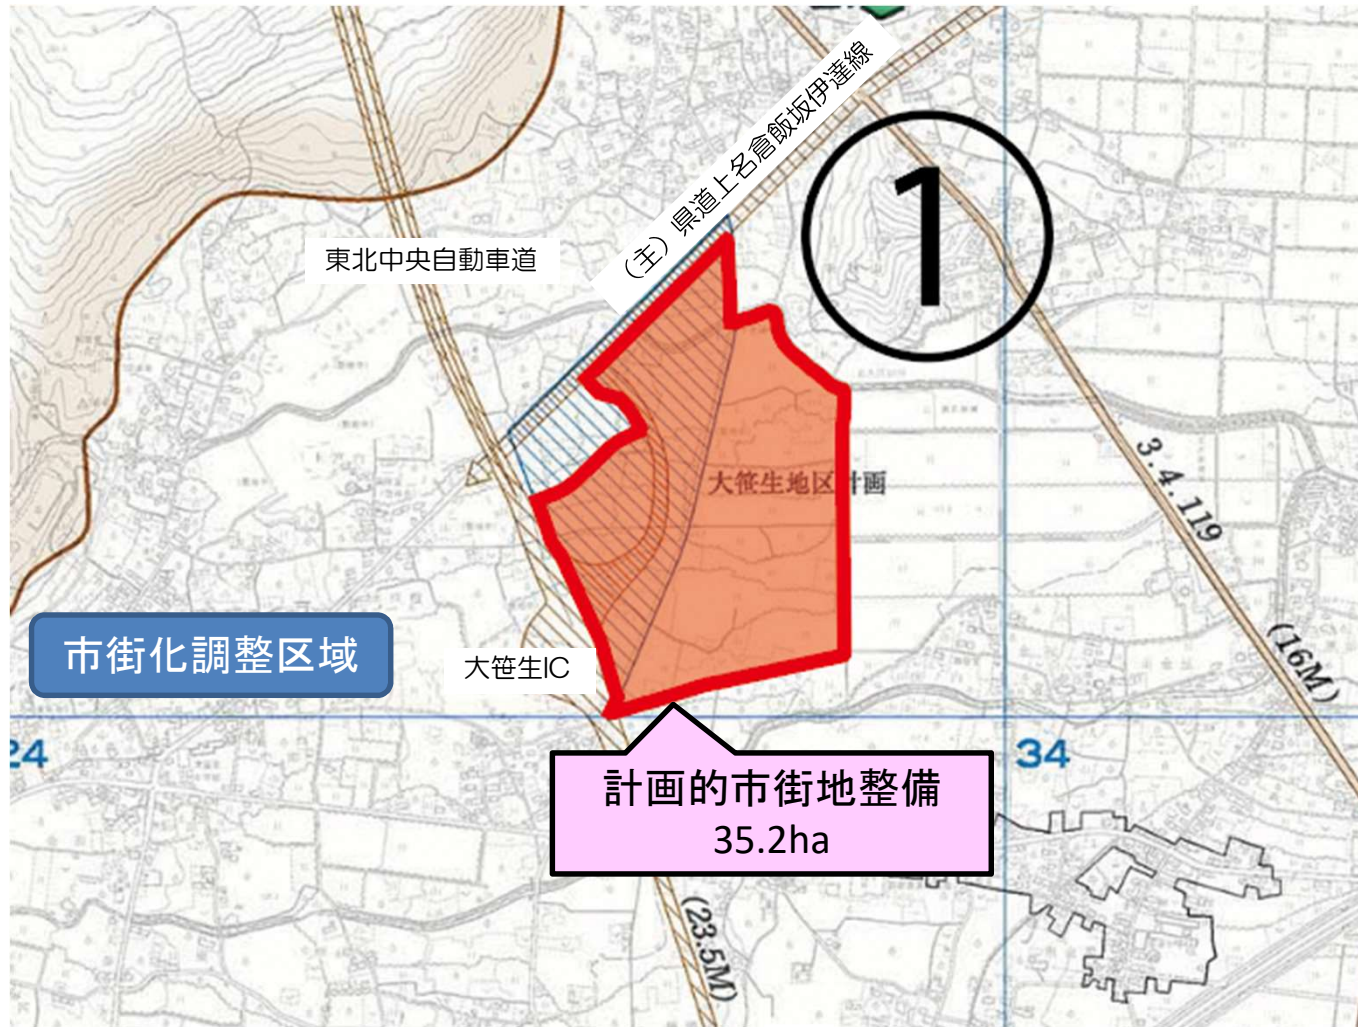 (主)県道上名倉飯坂伊達線
1
東北中央自動車道
3.4.119
大笹生地区計画
市街化調整区域
大笹生IC
(16M)
24
34
計画的市街地整備
35.2ha
(23.5M)